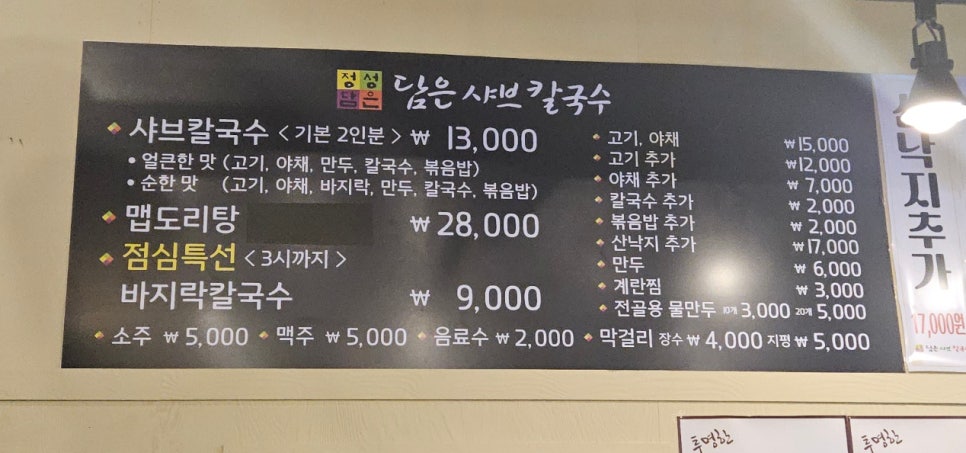 정성
담은
담은 샤브 칼국수
샤브칼국수 <기본 2인분> ₩ 13,000
• 얼큰한 맛 (고기, 야채, 만두, 칼국수, 볶음밥)
• 순한 맛 (고기, 야채, 바지락, 만두, 칼국수, 볶음밥)
맵도리탕 ₩ 28,000
점심특선 <3시까지>
바지락칼국수 ₩ 9,000
고기, 야채 ₩15,000
고기 추가 ₩12,000
야채 추가 ₩ 7,000
칼국수 추가 ₩ 2,000
볶음밥 추가 ₩ 2,000
산낙지 추가 ₩17,000
만두 ₩ 6,000
계란찜 ₩ 3,000
전골용 물만두 10개 3,000 20개 5,000
소주 ₩ 5,000 맥주 ₩ 5,000 음료수 ₩ 2,000 막걸리 장수 ₩ 4,000 지평 ₩ 5,000
산낙지추가
17,000원
투명한
투명한